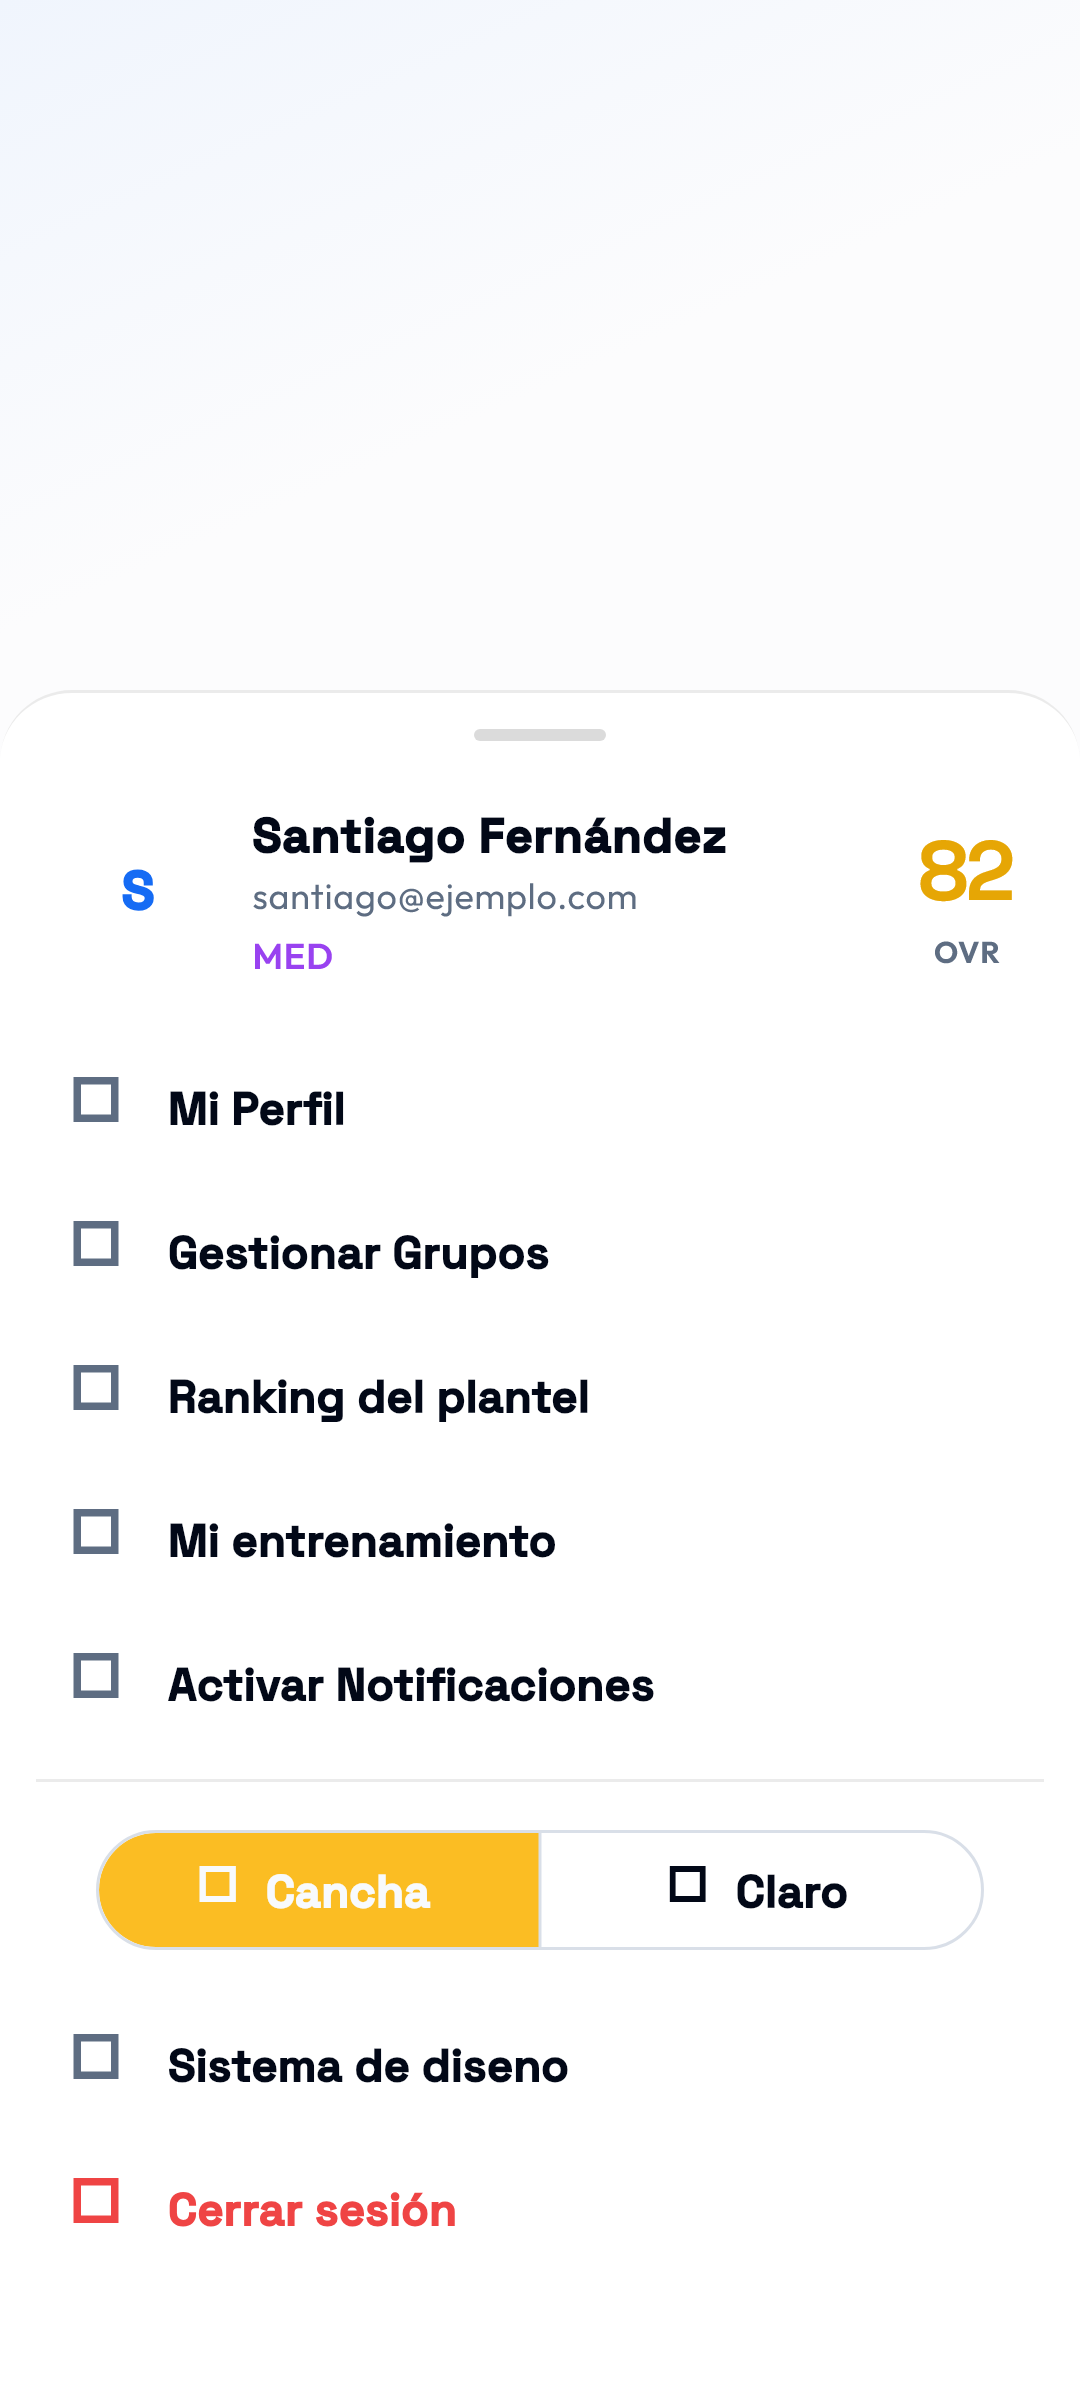 S
Santiago Fernández
santiago@ejemplo.com
MED
82
OVR
Mi Perfil
Gestionar Grupos
Ranking del plantel
Mi entrenamiento
Activar Notificaciones
Cancha
Claro
Sistema de diseno
Cerrar sesión